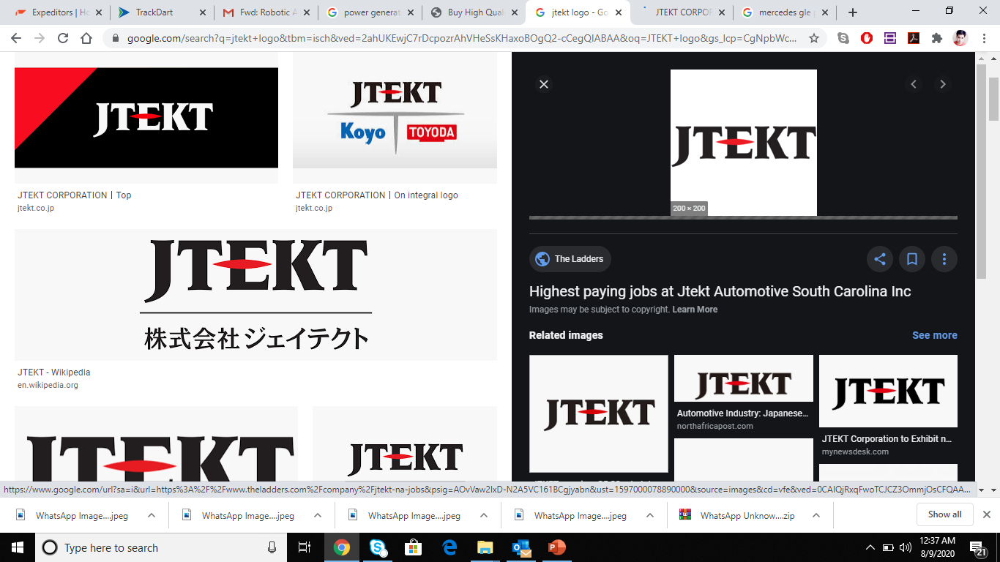 Expeditors | Ho
TrackDart
Fwd: Robotic A
power generat
Buy High Quali
jtekt logo - Go
JTEKT CORPOR
mercedes gle p
google.com/search?q=jtekt+logo&tbm=isch&ved=2ahUKEwjC7rDcpozrAhVHeSsKHaxoBOgQ2-cCegQIABAA&oq=JTEKT+logo&gs_lcp=CgNpbWc...
JTEKT
JTEKT CORPORATION | Top
jtekt.co.jp
JTEKT
Koyo
TOYODA
JTEKT CORPORATION | On integral logo
jtekt.co.jp
JTEKT
株式会社 ジェイテクト
JTEKT - Wikipedia
en.wikipedia.org
JTEKT
JTEKT
JTEKT
200 × 200
The Ladders
Highest paying jobs at Jtekt Automotive South Carolina Inc
Images may be subject to copyright. Learn More
Related images
See more
JTEKT
JTEKT
Automotive Industry: Japanese...
northafricapost.com
JTEKT
JTEKT Corporation to Exhibit n...
mynewsdesk.com
https://www.google.com/url?sa=i&url=https%3A%2F%2Fwww.theladders.com%2Fcompany%2Fjtekt-na-jobs&psig=AOvVaw2IxD-N2A5VC161BCgjyabn&ust=1597000078890000&source=images&cd=vfe&ved=0CAIQjRxqFwoTCJCZ3OmmjOsCFQAA...
WhatsApp Image....jpeg
WhatsApp Image....jpeg
WhatsApp Image....jpeg
WhatsApp Image....jpeg
WhatsApp Unknow....zip
Show all
Type here to search
12:37 AM
8/9/2020
21